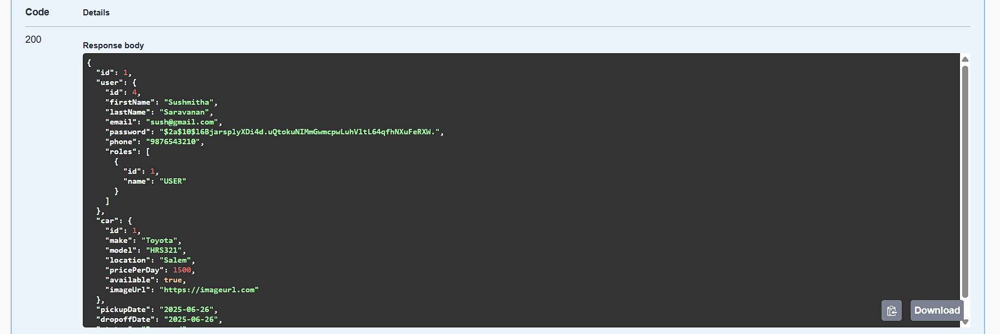 Code Details
200
Response body
{
"id": 1,
"user": {
"id": 4,
"firstName": "Sushmitha",
"lastName": "Saravanan",
"email": "sush@gmail.com",
"password": "$2a$10$l6BjarsplyXDi4d.uQtokuNIMmGwmcpwLuhVltL64qfhNXuFeRXW.",
"phone": "9876543210",
"roles": [
{
"id": 1,
"name": "USER"
}
]
},
"car": {
"id": 1,
"make": "Toyota",
"model": "HRS321",
"location": "Salem",
"pricePerDay": 1500,
"available": true,
"imageUrl": "https://imageurl.com"
},
"pickupDate": "2025-06-26",
"dropoffDate": "2025-06-26",
Download